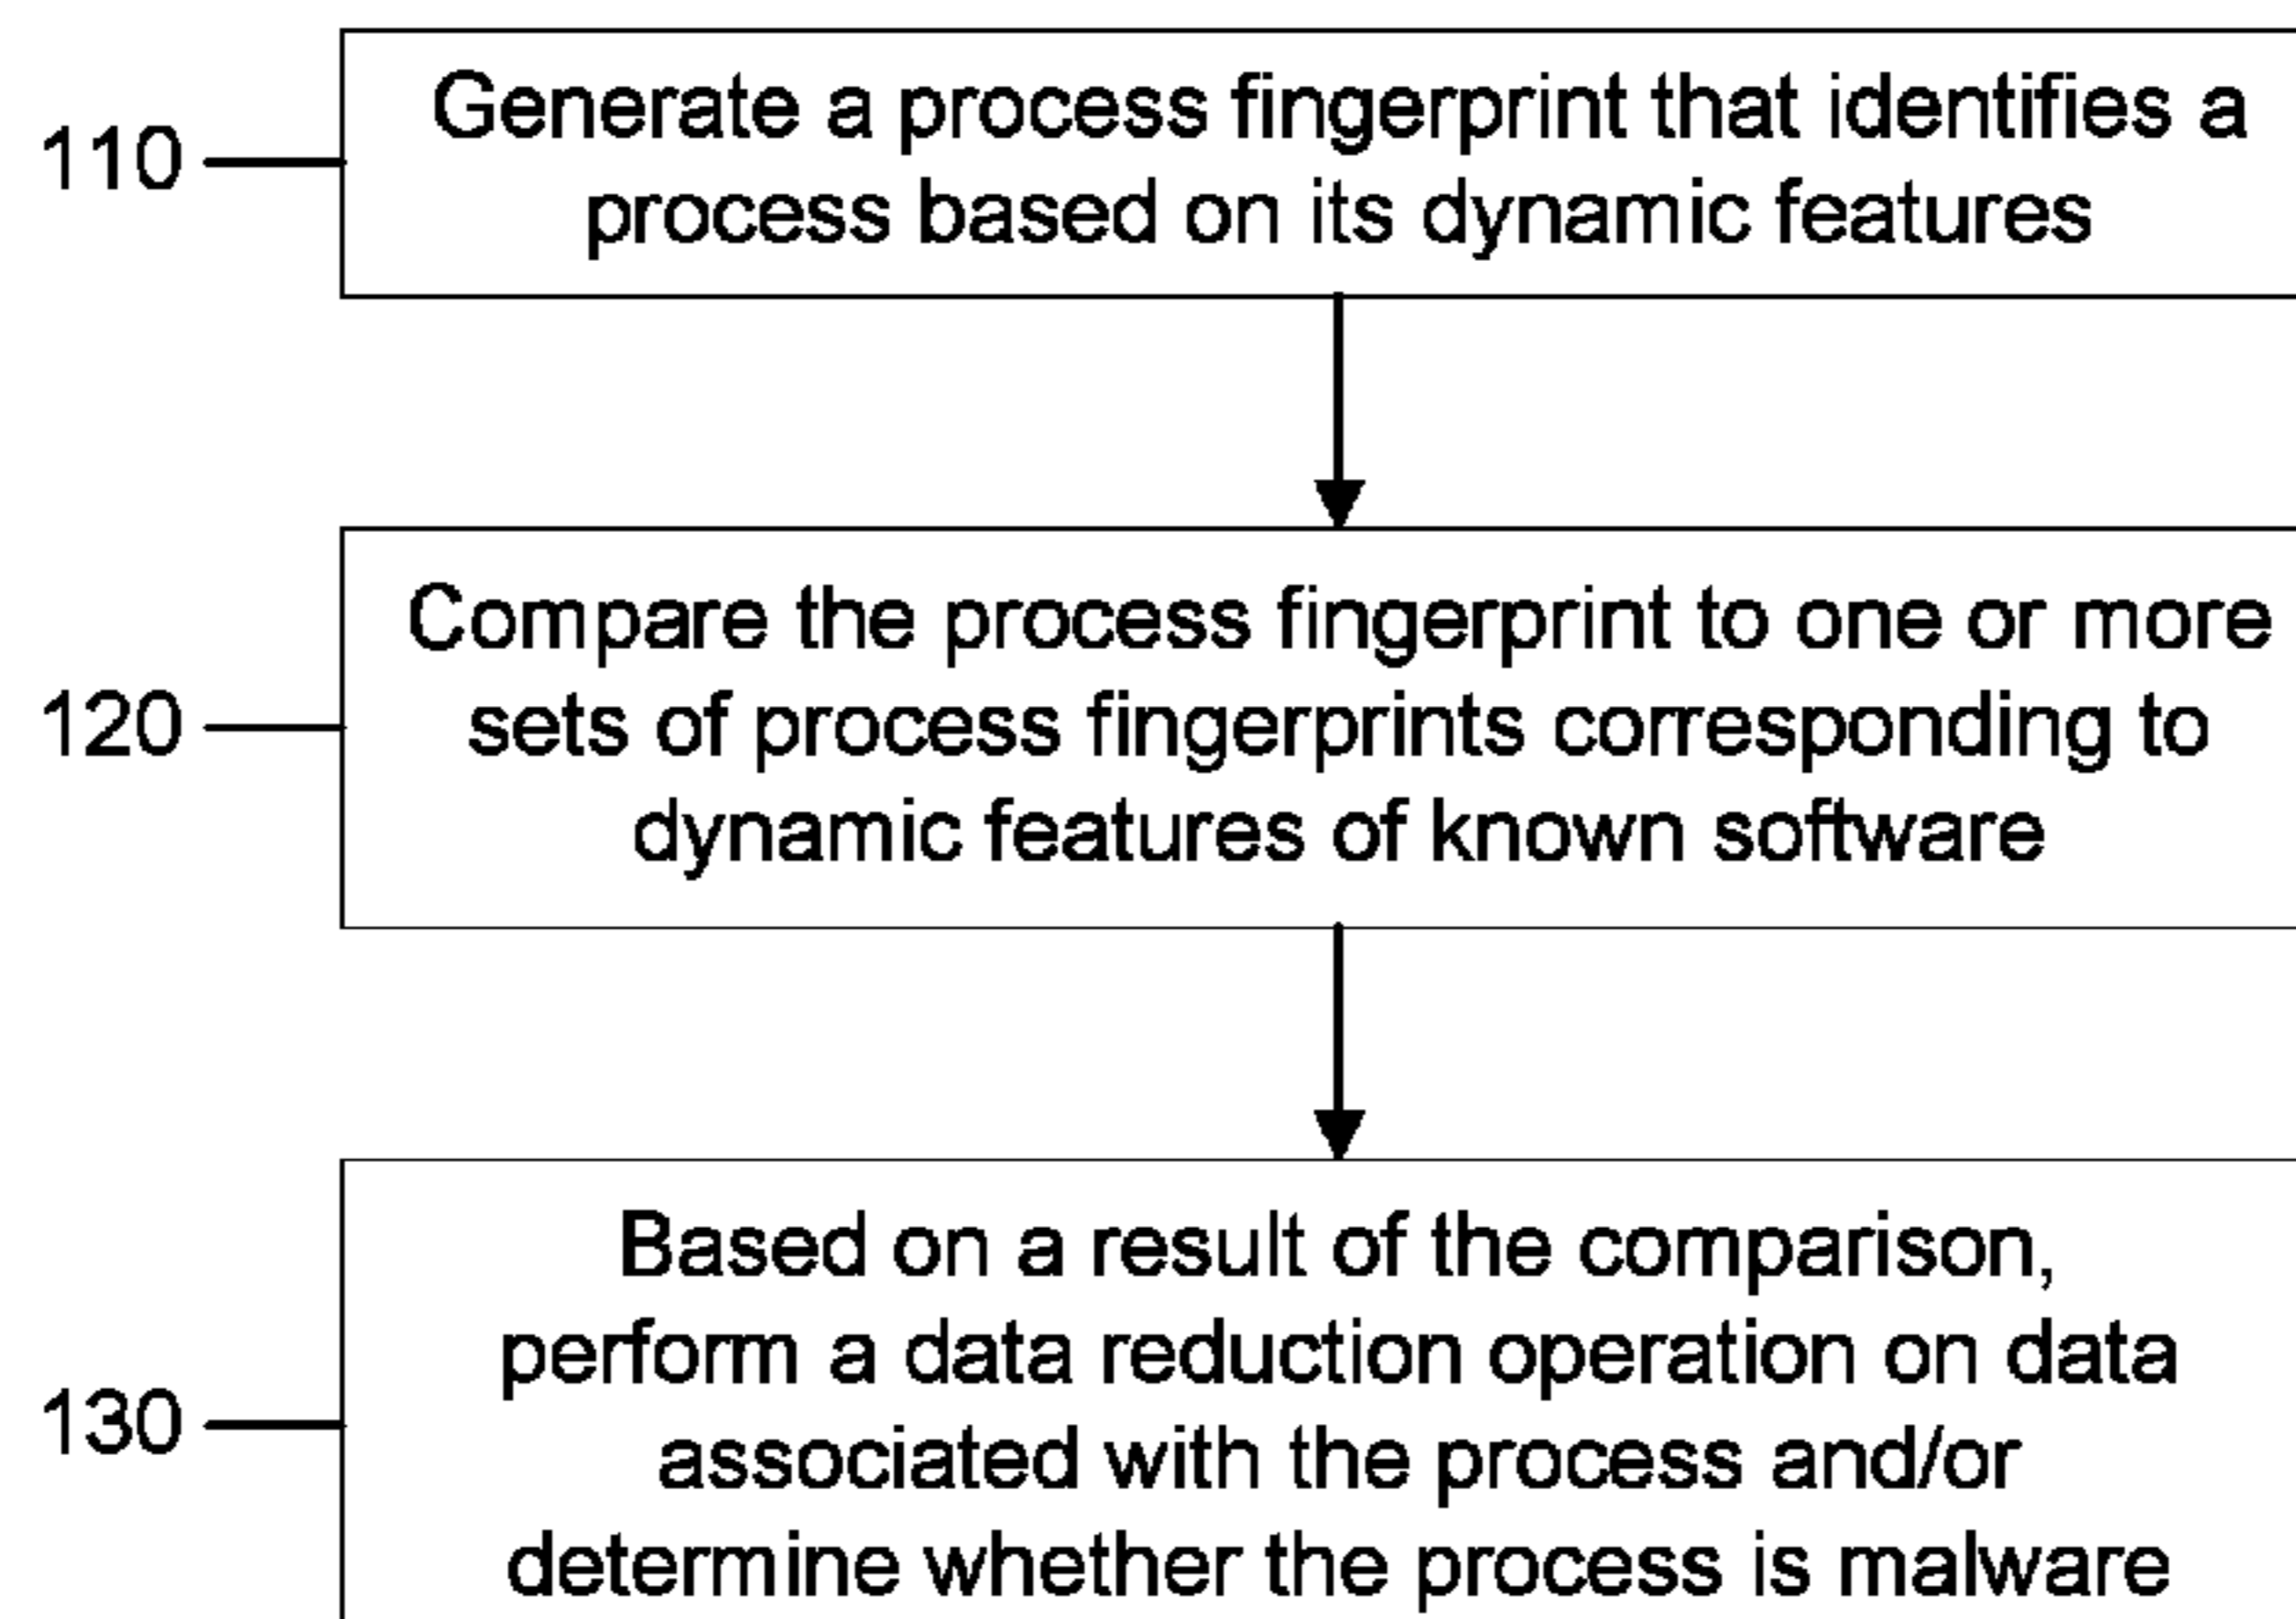 110
Generate a process fingerprint that identifies a
process based on its dynamic features
120
Compare the process fingerprint to one or more
sets of process fingerprints corresponding to
dynamic features of known software
130
Based on a result of the comparison,
perform a data reduction operation on data
associated with the process and/or
determine whether the process is malware